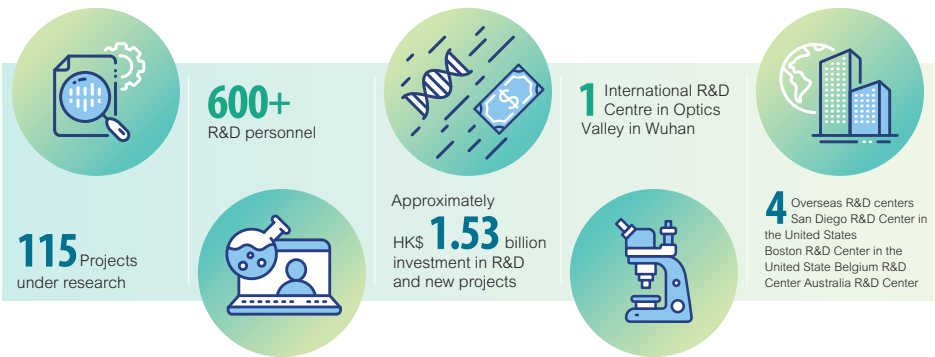 115 Projects
under research
600+
R&D personnel
Approximately
HK$ 1.53 billion
investment in R&D
and new projects
1 International R&D
Centre in Optics
Valley in Wuhan
4 Overseas R&D centers
San Diego R&D Center in
the United States
Boston R&D Center in the
United State Belgium R&D
Center Australia R&D Center